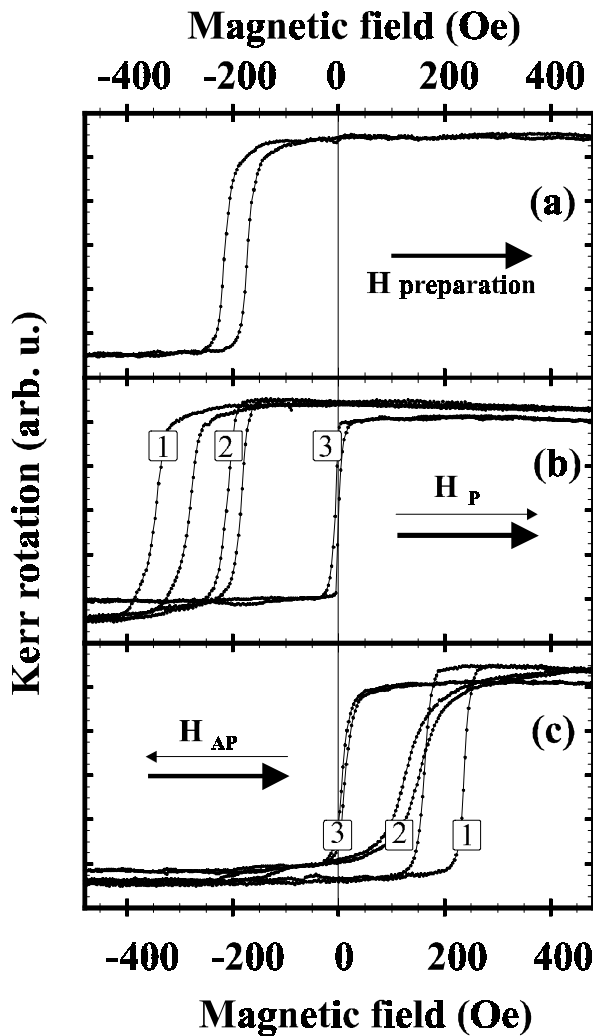 Magnetic field (Oe)
-400 -200 0 200 400
(a)
H preparation
Kerr rotation (arb. u.)
1 2 3
(b)
H P
(c)
H AP
3 2 1
-400 -200 0 200 400
Magnetic field (Oe)